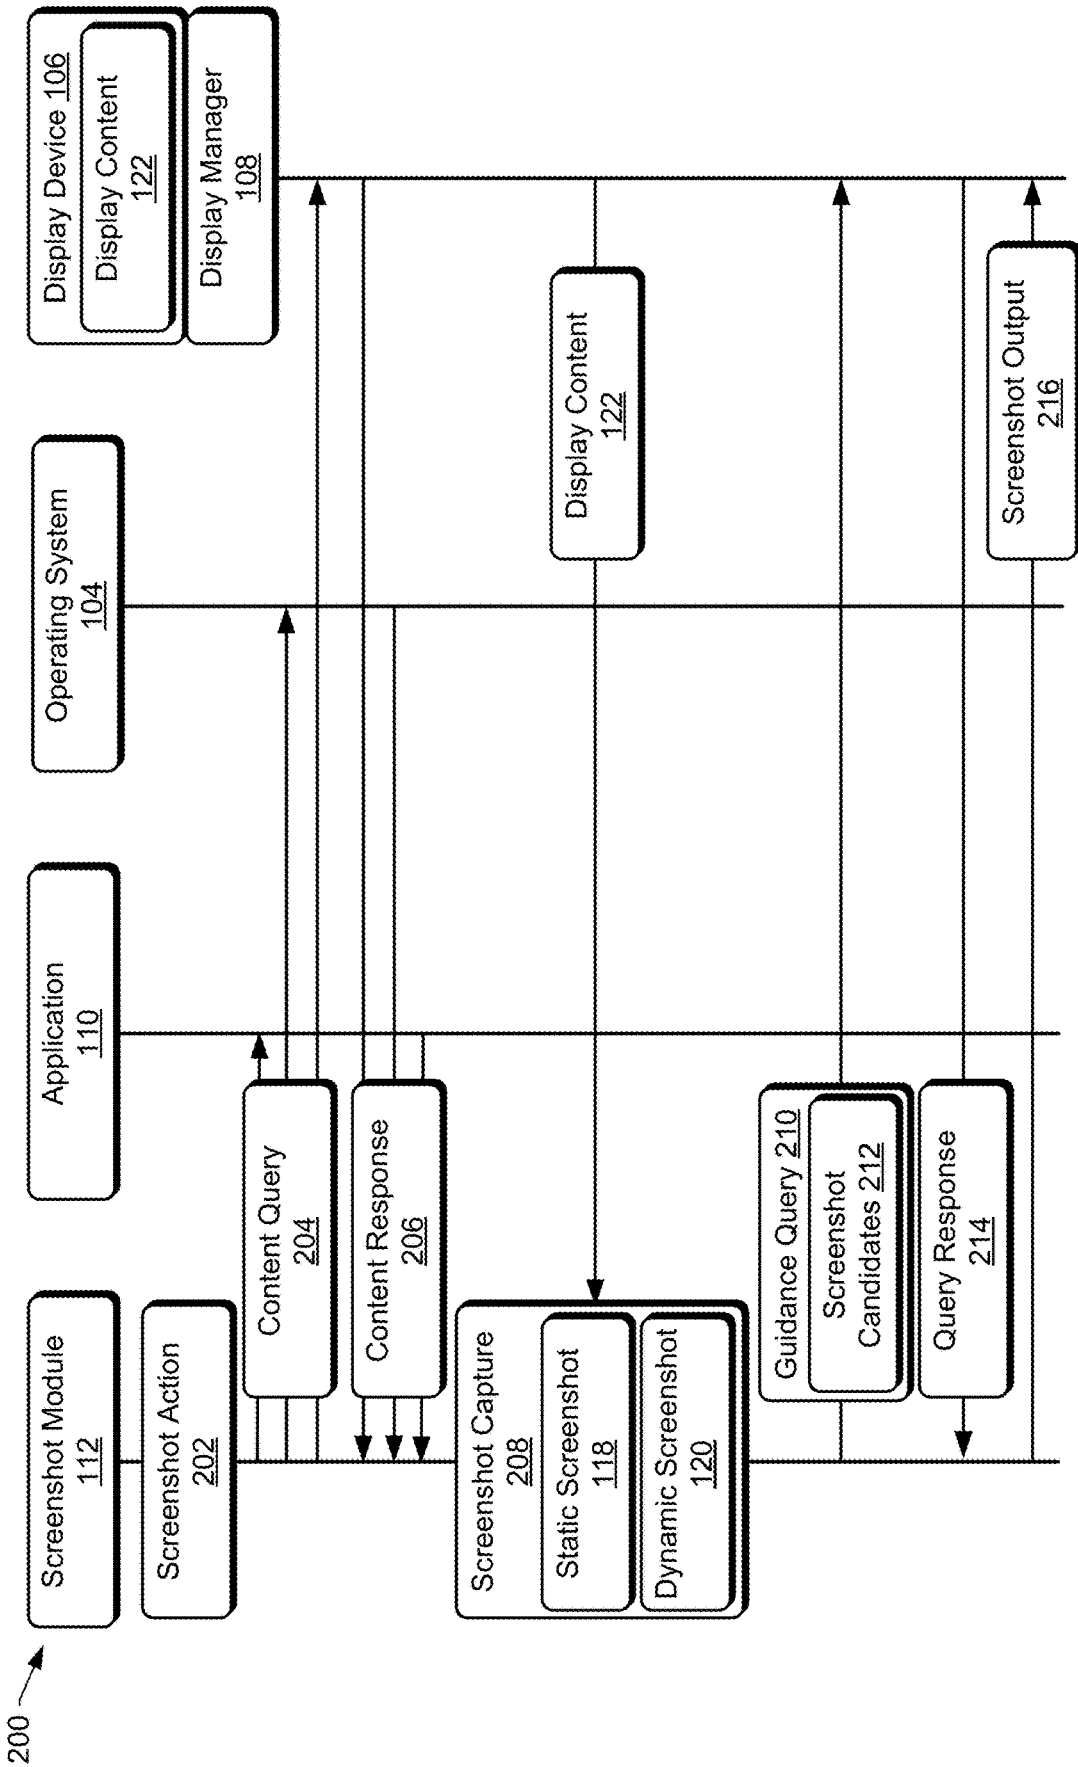 200
Screenshot Module
112
Application
110
Operating System
104
Display Device 106
Display Content
122
Display Manager
108
Screenshot Action
202
Content Query
204
Content Response
206
Screenshot Capture
208
Static Screenshot
118
Dynamic Screenshot
120
Display Content
122
Guidance Query 210
Screenshot
Candidates 212
Query Response
214
Screenshot Output
216